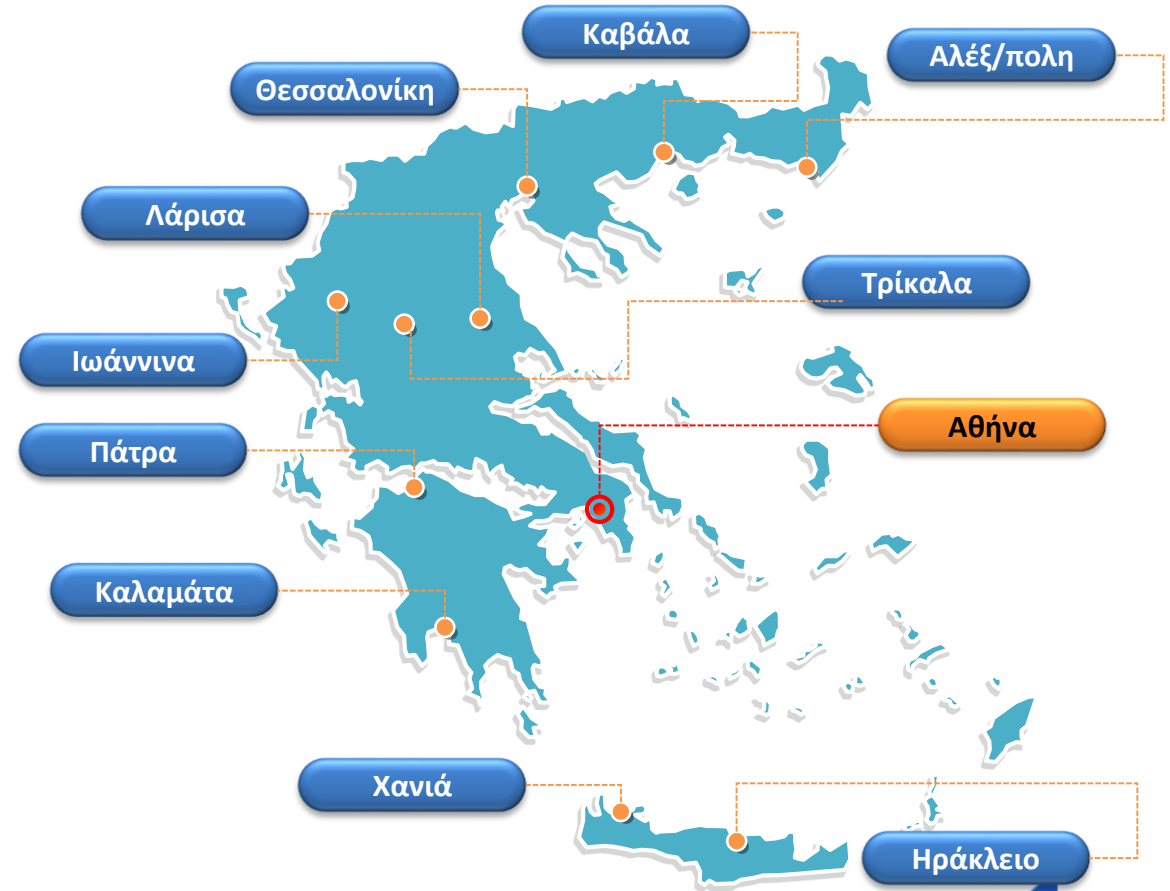 Καβάλα
Αλέξ/πολη
Θεσσαλονίκη
Λάρισα
Τρίκαλα
Ιωάννινα
Αθήνα
Πάτρα
Καλαμάτα
Χανιά
Ηράκλειο